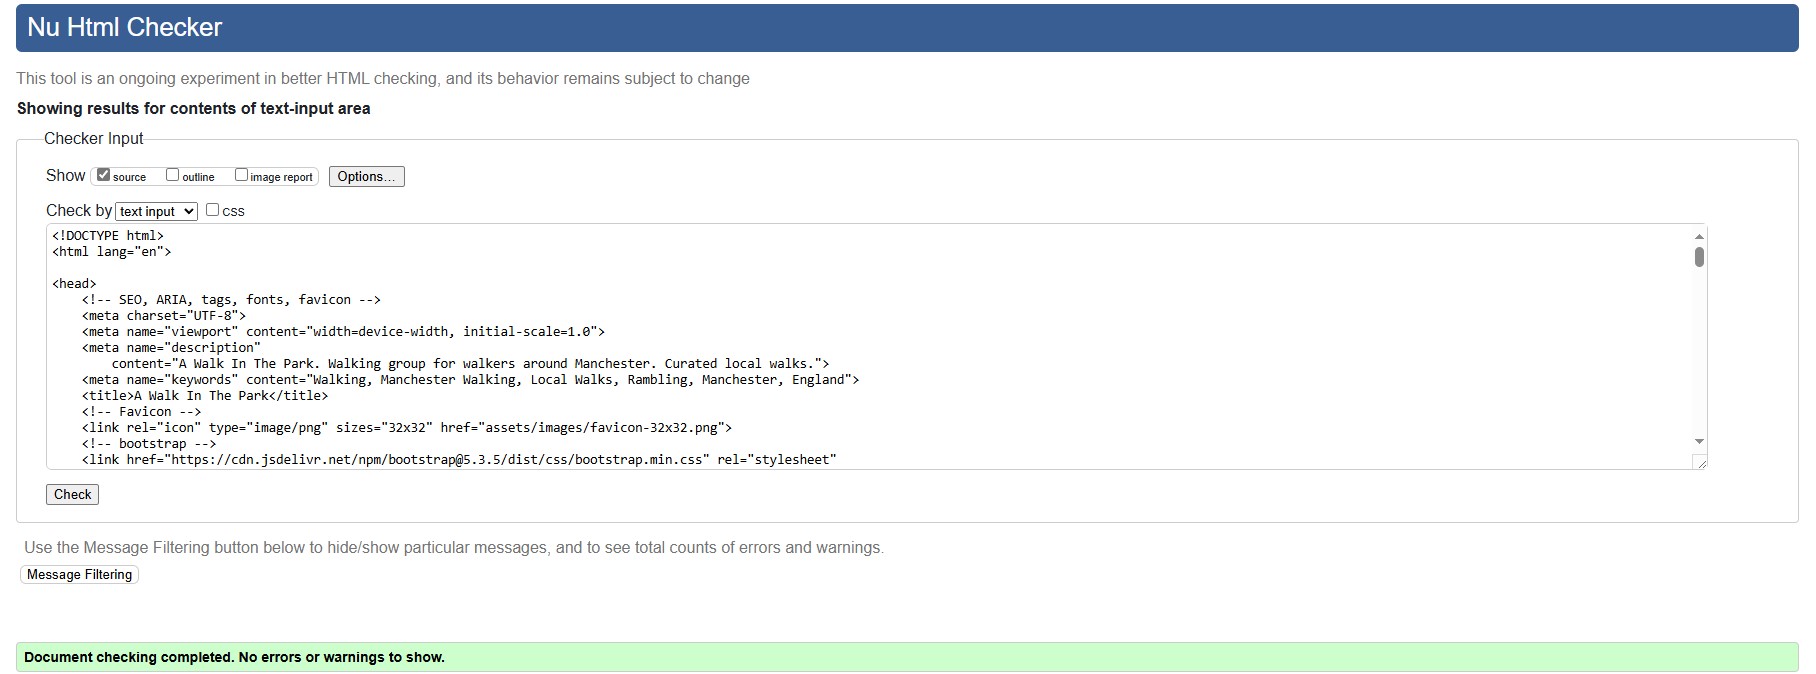 Nu Html Checker
This tool is an ongoing experiment in better HTML checking, and its behavior remains subject to change
Showing results for contents of text-input area
Checker Input
Show source outline image report Options...
Check by text input css
<!DOCTYPE html>
<html lang="en">
<head>
<!-- SEO, ARIA, tags, fonts, favicon -->
<meta charset="UTF-8">
<meta name="viewport" content="width=device-width, initial-scale=1.0">
<meta name="description"
content="A Walk In The Park. Walking group for walkers around Manchester. Curated local walks.">
<meta name="keywords" content="Walking, Manchester Walking, Local Walks, Rambling, Manchester, England">
<title>A Walk In The Park</title>
<!-- Favicon -->
<link rel="icon" type="image/png" sizes="32x32" href="assets/images/favicon-32x32.png">
<!-- bootstrap -->
<link href="https://cdn.jsdelivr.net/npm/bootstrap@5.3.5/dist/css/bootstrap.min.css" rel="stylesheet"
Check
Use the Message Filtering button below to hide/show particular messages, and to see total counts of errors and warnings.
Message Filtering
Document checking completed. No errors or warnings to show.